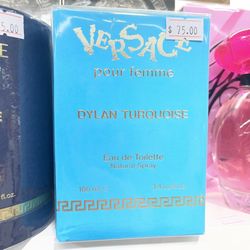 5.00
$ 75.00
VERSACE
pour femme
DYLAN TURQUOISE
Eau de Toilette
Natural Spray
100 ml